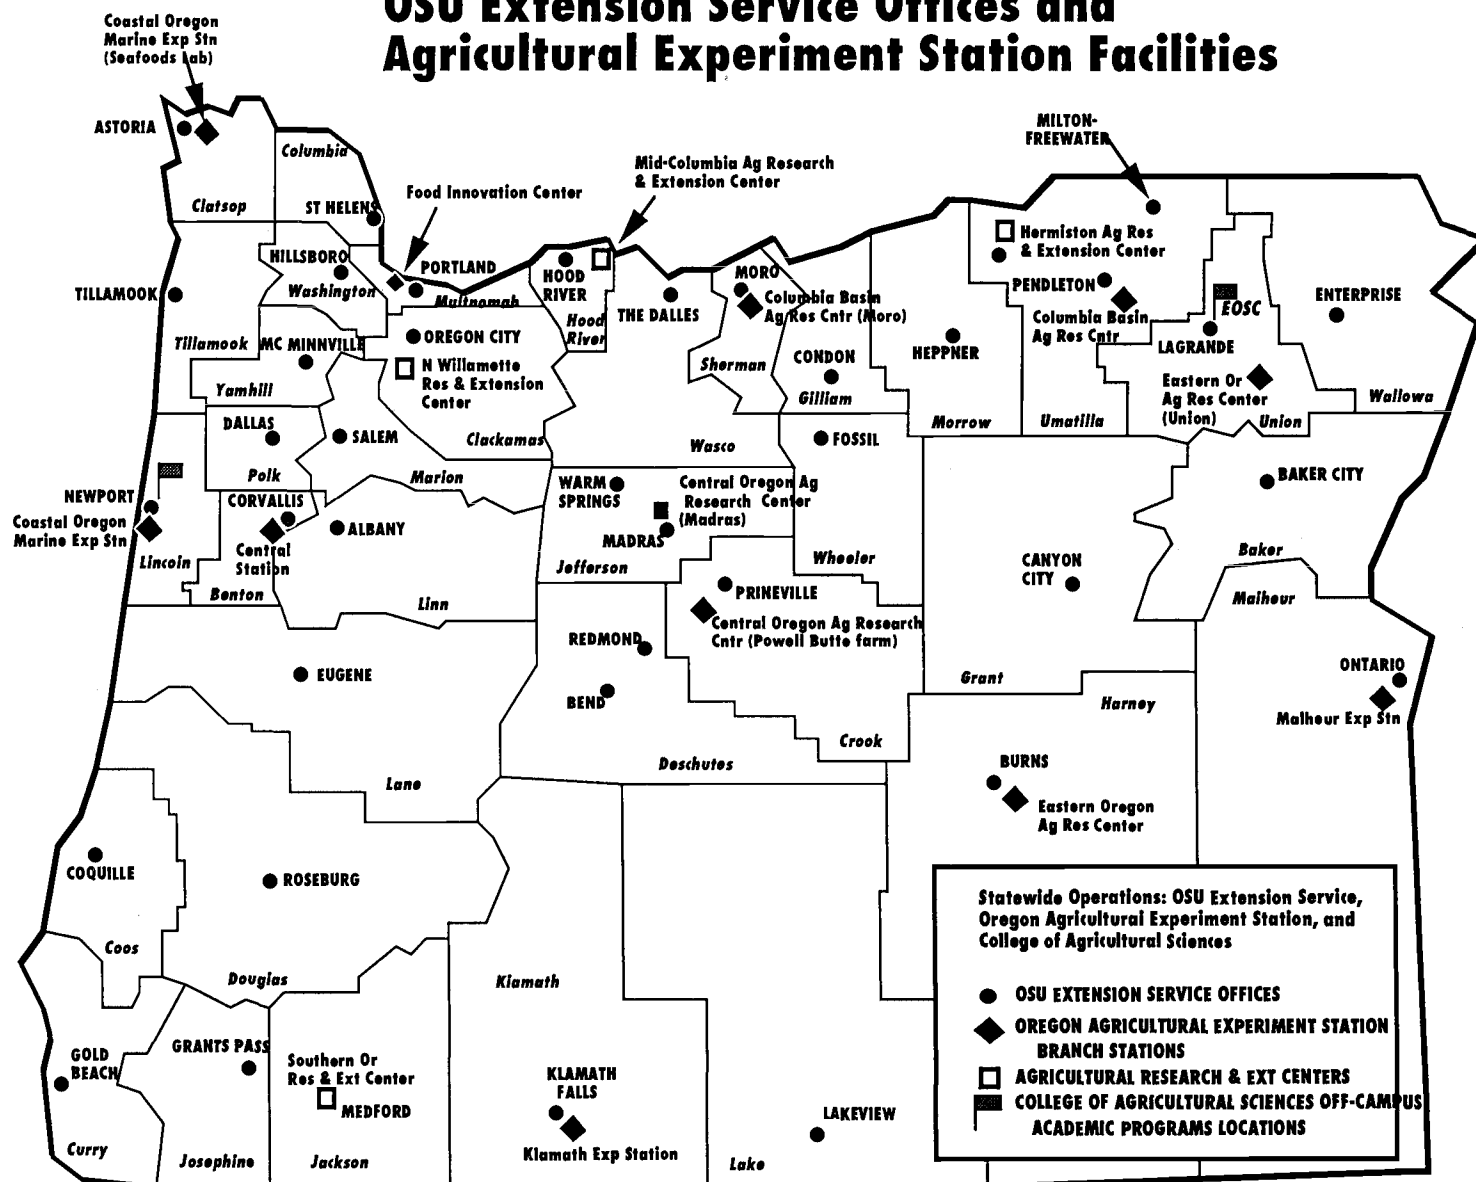 OSU Extension Service Offices and
Agricultural Experiment Station Facilities
Coastal Oregon
Marine Exp Stn
(Seafoods Lab)
ASTORIA
Columbia
Clatsop
ST HELENS
Food Innovation Center
Mid-Columbia Ag Research
& Extension Center
MILTON-
FREEWATER
HILLSBORO
Washington
PORTLAND
Multnomah
HOOD
RIVER
Hood
River
THE DALLES
MORO
Columbia Basin
Ag Res Cntr (Moro)
Hermiston Ag Res
& Extension Center
PENDLETON
Columbia Basin
Ag Res Cntr
EOSC
LAGRANDE
ENTERPRISE
TILLAMOOK
Tillamook
MC MINNVILLE
Yamhill
OREGON CITY
N Willamette
Res & Extension
Center
Clackamas
Sherman
CONDON
Gilliam
HEPPNER
Morrow
Umatilla
Eastern Or
Ag Res Center
(Union)
Union
Wallowa
DALLAS
Polk
SALEM
Marion
Wasco
FOSSIL
BAKER CITY
NEWPORT
Coastal Oregon
Marine Exp Stn
Lincoln
CORVALLIS
Central
Station
Benton
ALBANY
Linn
WARM
SPRINGS
Central Oregon Ag
Research Center
(Madras)
MADRAS
Jefferson
Wheeler
CANYON
CITY
Baker
Malheur
PRINEVILLE
Central Oregon Ag Research
Cntr (Powell Butte farm)
REDMOND
BEND
EUGENE
Grant
Harney
ONTARIO
Malheur Exp Stn
Crook
Deschutes
Lane
BURNS
Eastern Oregon
Ag Res Center
COQUILLE
ROSEBURG
Coos
Douglas
Klamath
GOLD
BEACH
GRANTS PASS
Southern Or
Res & Ext Center
MEDFORD
KLAMATH
FALLS
Klamath Exp Station
LAKEVIEW
Curry
Josephine
Jackson
Lake
Statewide Operations: OSU Extension Service,
Oregon Agricultural Experiment Station, and
College of Agricultural Sciences
OSU EXTENSION SERVICE OFFICES
OREGON AGRICULTURAL EXPERIMENT STATION
BRANCH STATIONS
AGRICULTURAL RESEARCH & EXT CENTERS
COLLEGE OF AGRICULTURAL SCIENCES OFF-CAMPUS
ACADEMIC PROGRAMS LOCATIONS